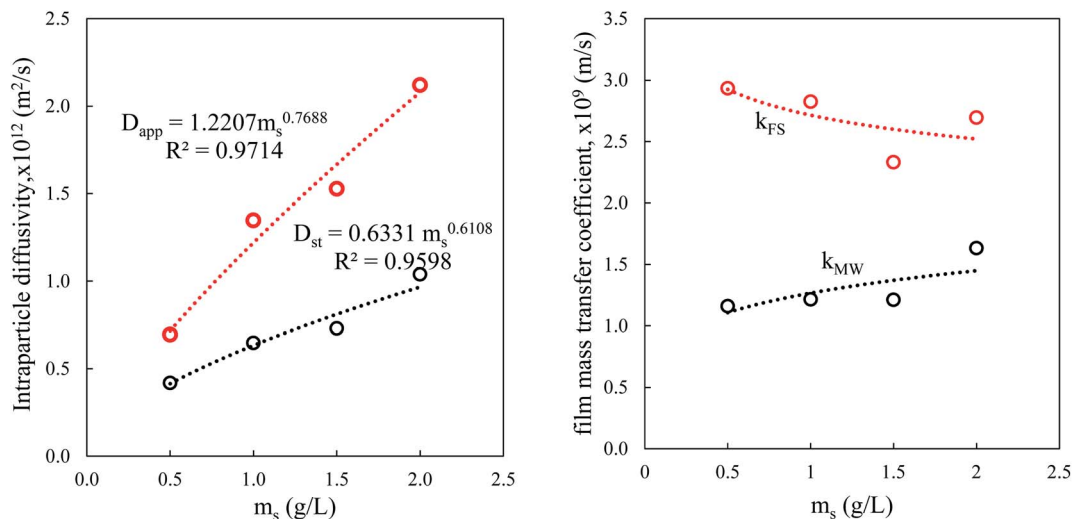 Intraparticle diffusivity,x10¹² (m²/s)
2.5
2.0
1.5
1.0
0.5
0.0
D_app = 1.2207m_s^0.7688
R² = 0.9714
D_st = 0.6331 m_s^0.6108
R² = 0.9598
0.0 0.5 1.0 1.5 2.0 2.5
m_s (g/L)
film mass transfer coefficient, x10⁹ (m/s)
3.5
3.0
2.5
2.0
1.5
1.0
0.5
0.0
k_FS
k_MW
0 0.5 1 1.5 2 2.5
m_s (g/L)